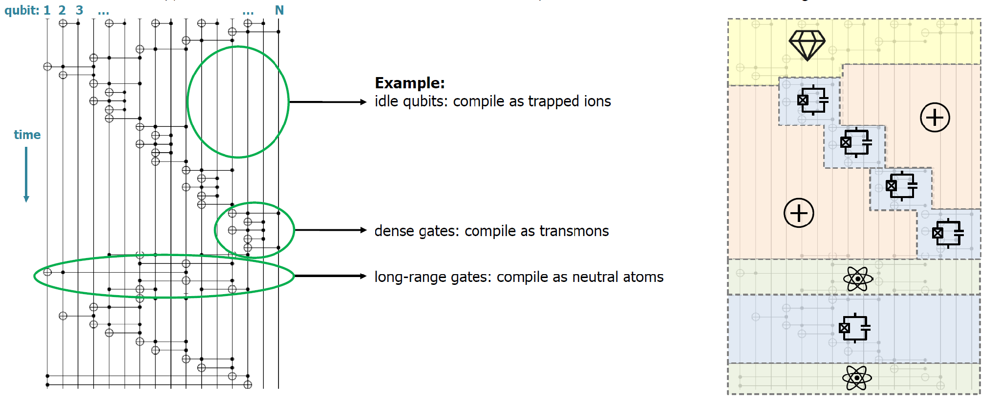 qubit: 1 2 3 ... ... N
time
Example:
idle qubits: compile as trapped ions
dense gates: compile as transmons
long-range gates: compile as neutral atoms